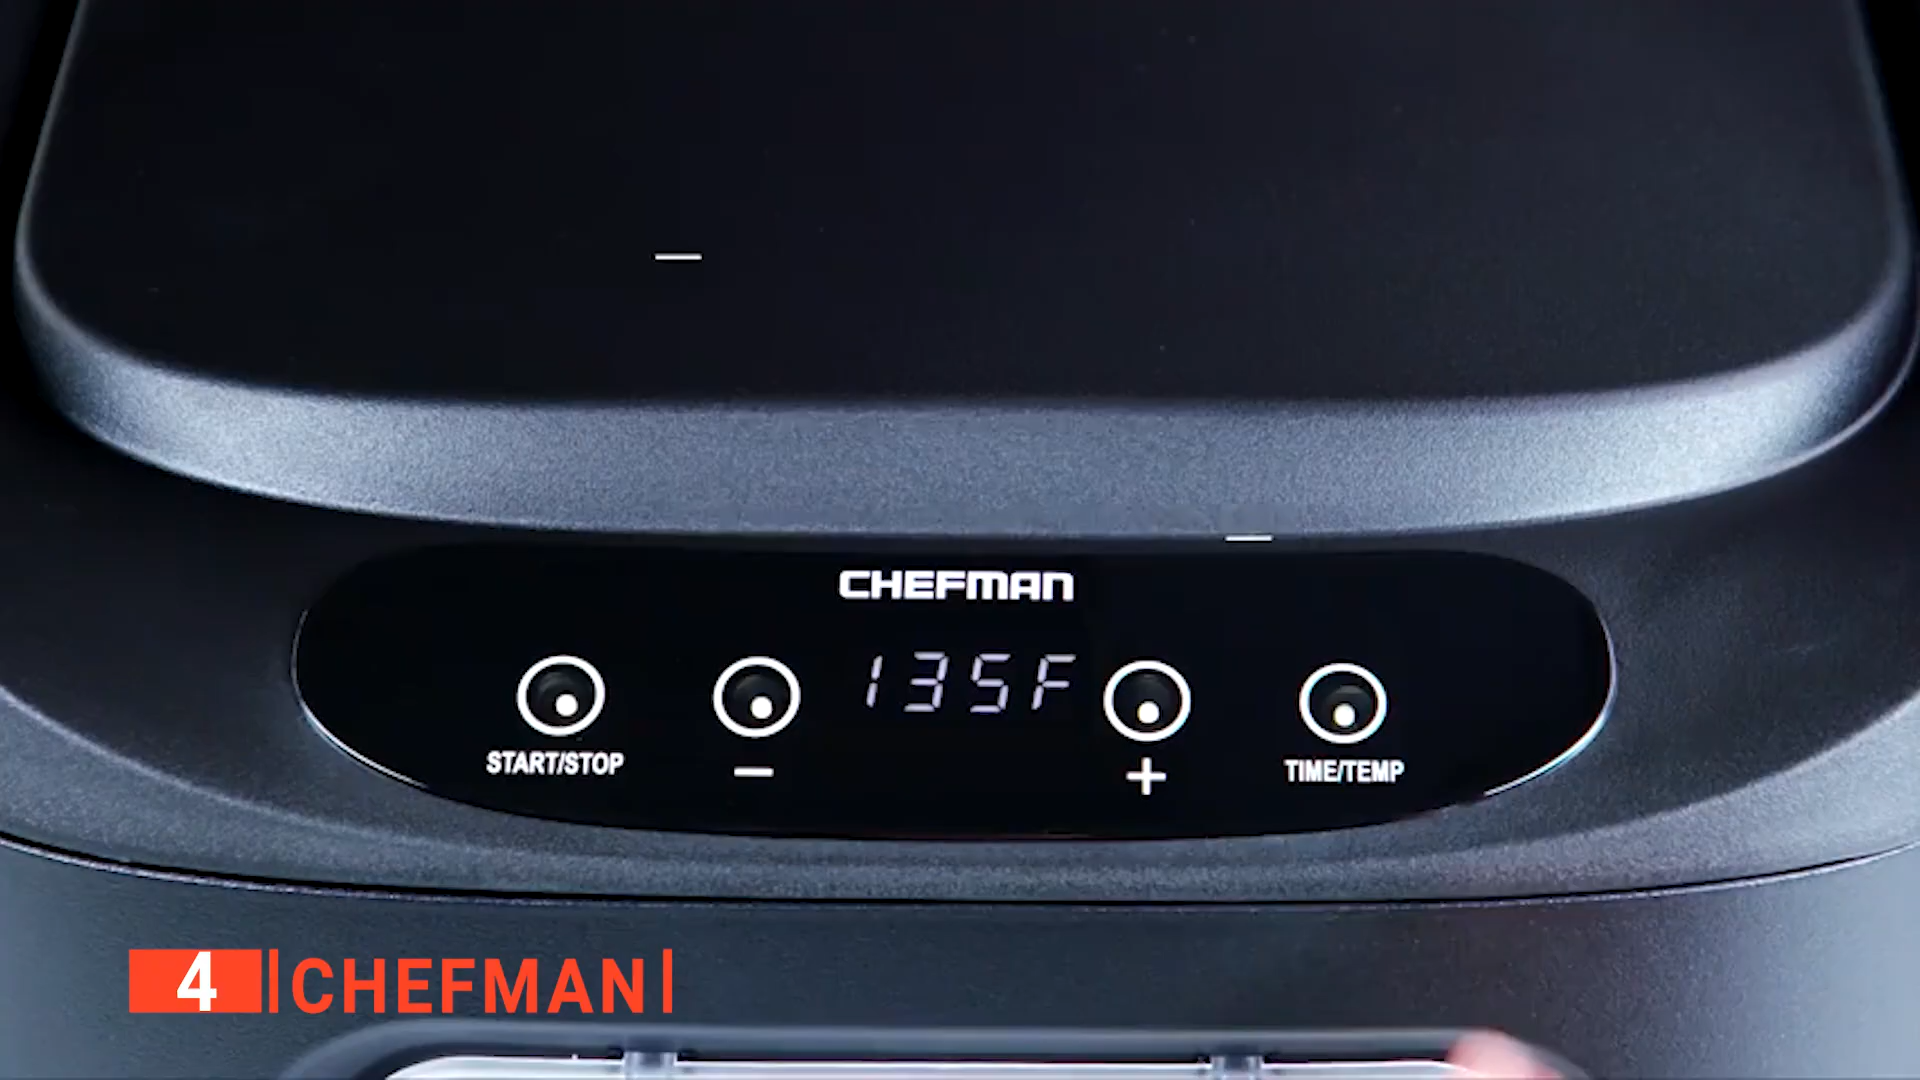 CHEFMAN
135F
START/STOP
−
+
TIME/TEMP
4 CHEFMAN